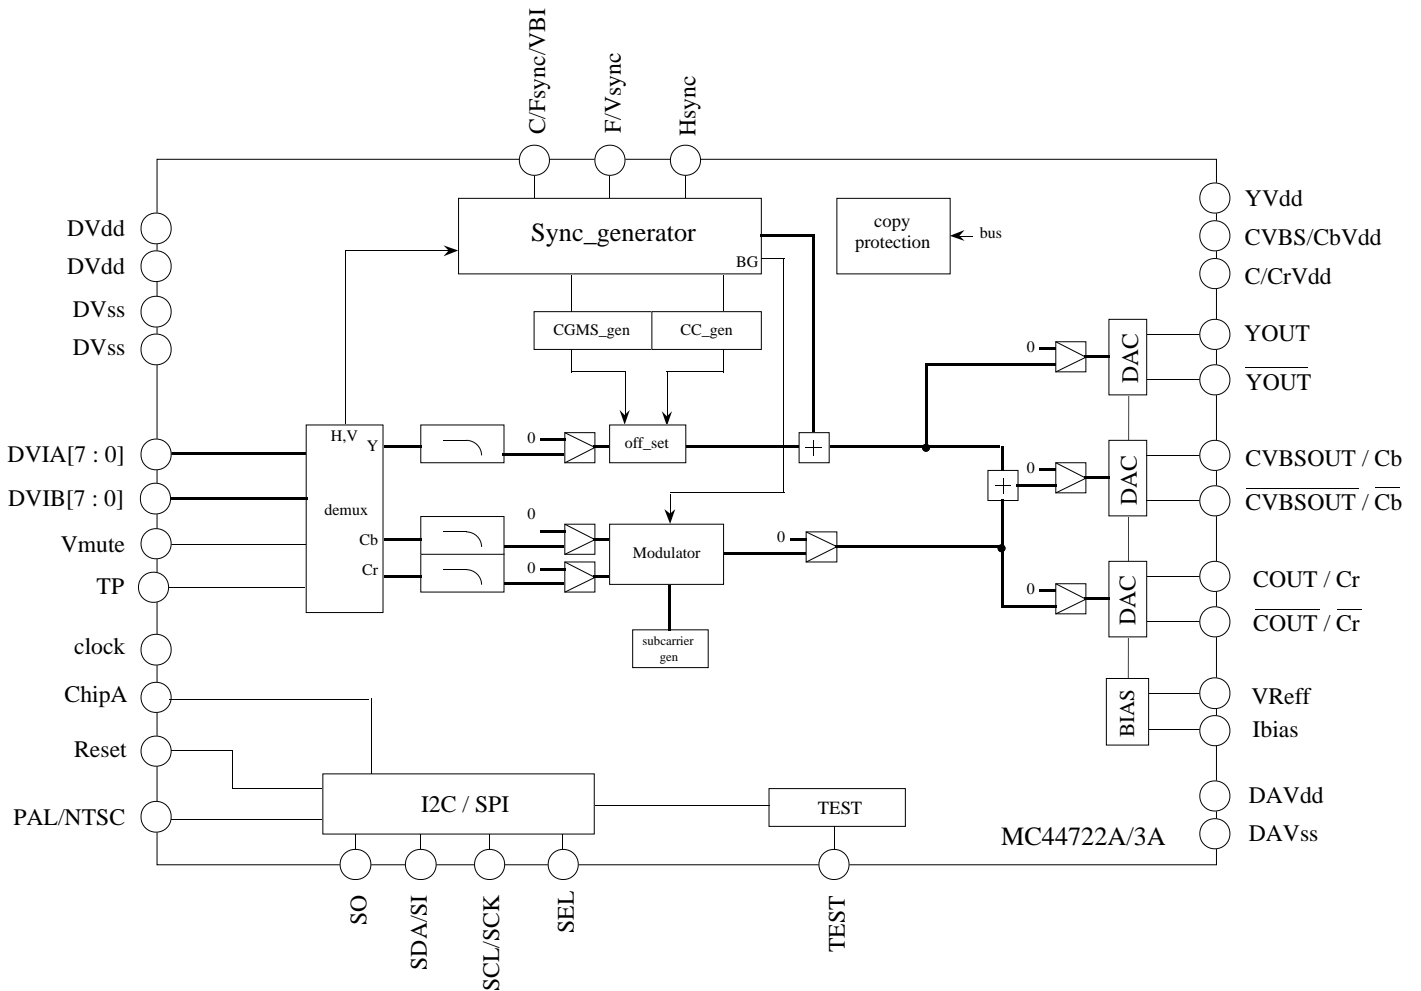 C/Fsync/VBI
F/Vsync
Hsync
DVdd
DVdd
DVss
DVss
DVIA[7 : 0]
DVIB[7 : 0]
Vmute
TP
clock
ChipA
Reset
PAL/NTSC
Sync_generator
BG
copy
protection
bus
CGMS_gen
CC_gen
H,V
Y
demux
Cb
Cr
0
off_set
+
0
0
Modulator
0
subcarrier
gen
+
0
0
0
DAC
DAC
DAC
BIAS
YVdd
CVBS/CbVdd
C/CrVdd
YOUT
YOUT
CVBSOUT / Cb
CVBSOUT / Cb
COUT / Cr
COUT / Cr
VReff
Ibias
DAVdd
DAVss
I2C / SPI
TEST
MC44722A/3A
SO
SDA/SI
SCL/SCK
SEL
TEST